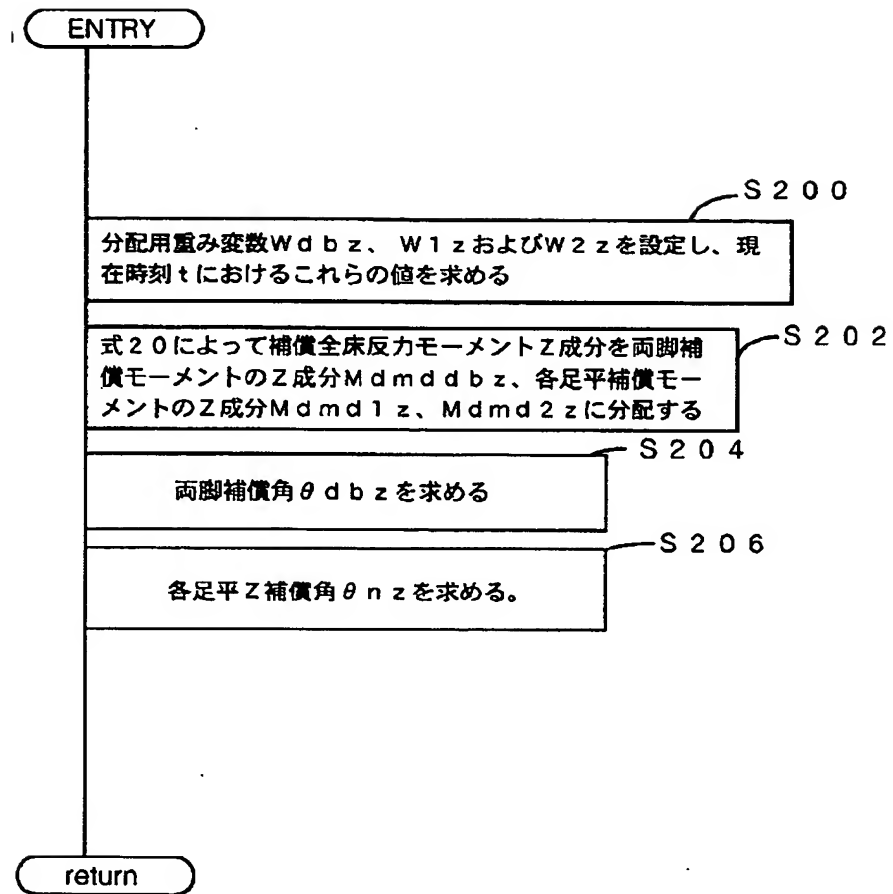 ENTRY
S200
分配用重み変数Wdbz、W1zおよびW2zを設定し、現
在時刻tにおけるこれらの値を求める
S202
式20によって補償全床反力モーメントZ成分を両脚補
償モーメントのZ成分Mdmddbz、各足平補償モー
メントのZ成分Mdmd1z、Mdmd2zに分配する
S204
両脚補償角θdbzを求める
S206
各足平Z補償角θnzを求める。
return